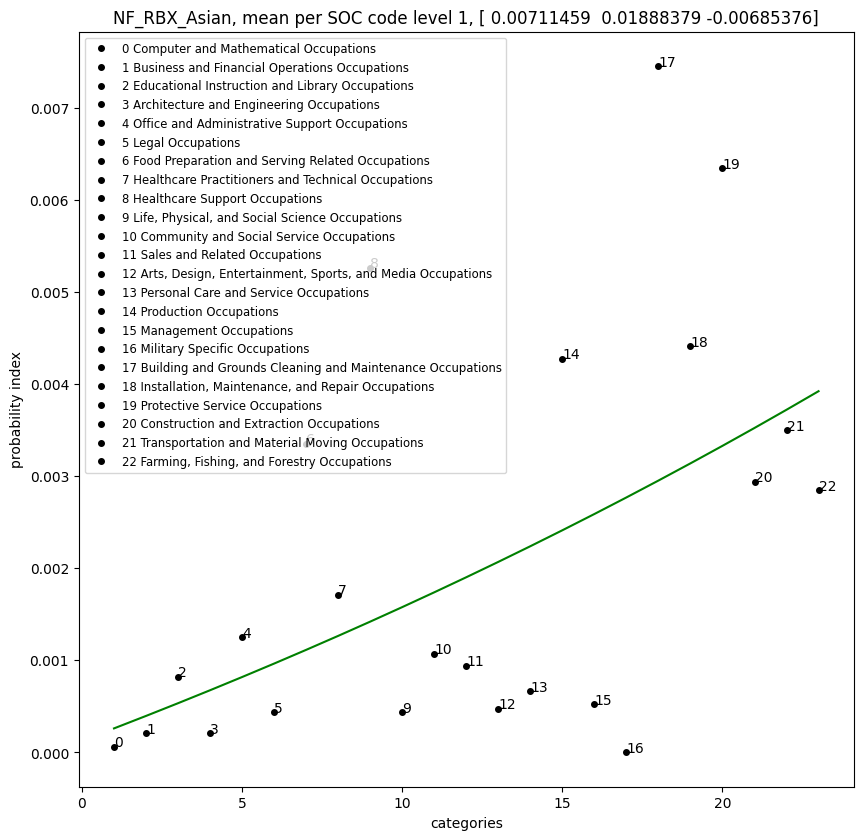 NF_RBX_Asian, mean per SOC code level 1, [ 0.00711459  0.01888379 -0.00685376]
0 Computer and Mathematical Occupations
1 Business and Financial Operations Occupations
2 Educational Instruction and Library Occupations
3 Architecture and Engineering Occupations
4 Office and Administrative Support Occupations
5 Legal Occupations
6 Food Preparation and Serving Related Occupations
7 Healthcare Practitioners and Technical Occupations
8 Healthcare Support Occupations
9 Life, Physical, and Social Science Occupations
10 Community and Social Service Occupations
11 Sales and Related Occupations
12 Arts, Design, Entertainment, Sports, and Media Occupations
13 Personal Care and Service Occupations
14 Production Occupations
15 Management Occupations
16 Military Specific Occupations
17 Building and Grounds Cleaning and Maintenance Occupations
18 Installation, Maintenance, and Repair Occupations
19 Protective Service Occupations
20 Construction and Extraction Occupations
21 Transportation and Material Moving Occupations
22 Farming, Fishing, and Forestry Occupations
17
19
8
14
18
21
20
22
7
4
2
10
11
13
5
9
12
15
0
1
3
16
0.007
0.006
0.005
0.004
0.003
0.002
0.001
0.000
probability index
0
5
10
15
20
categories